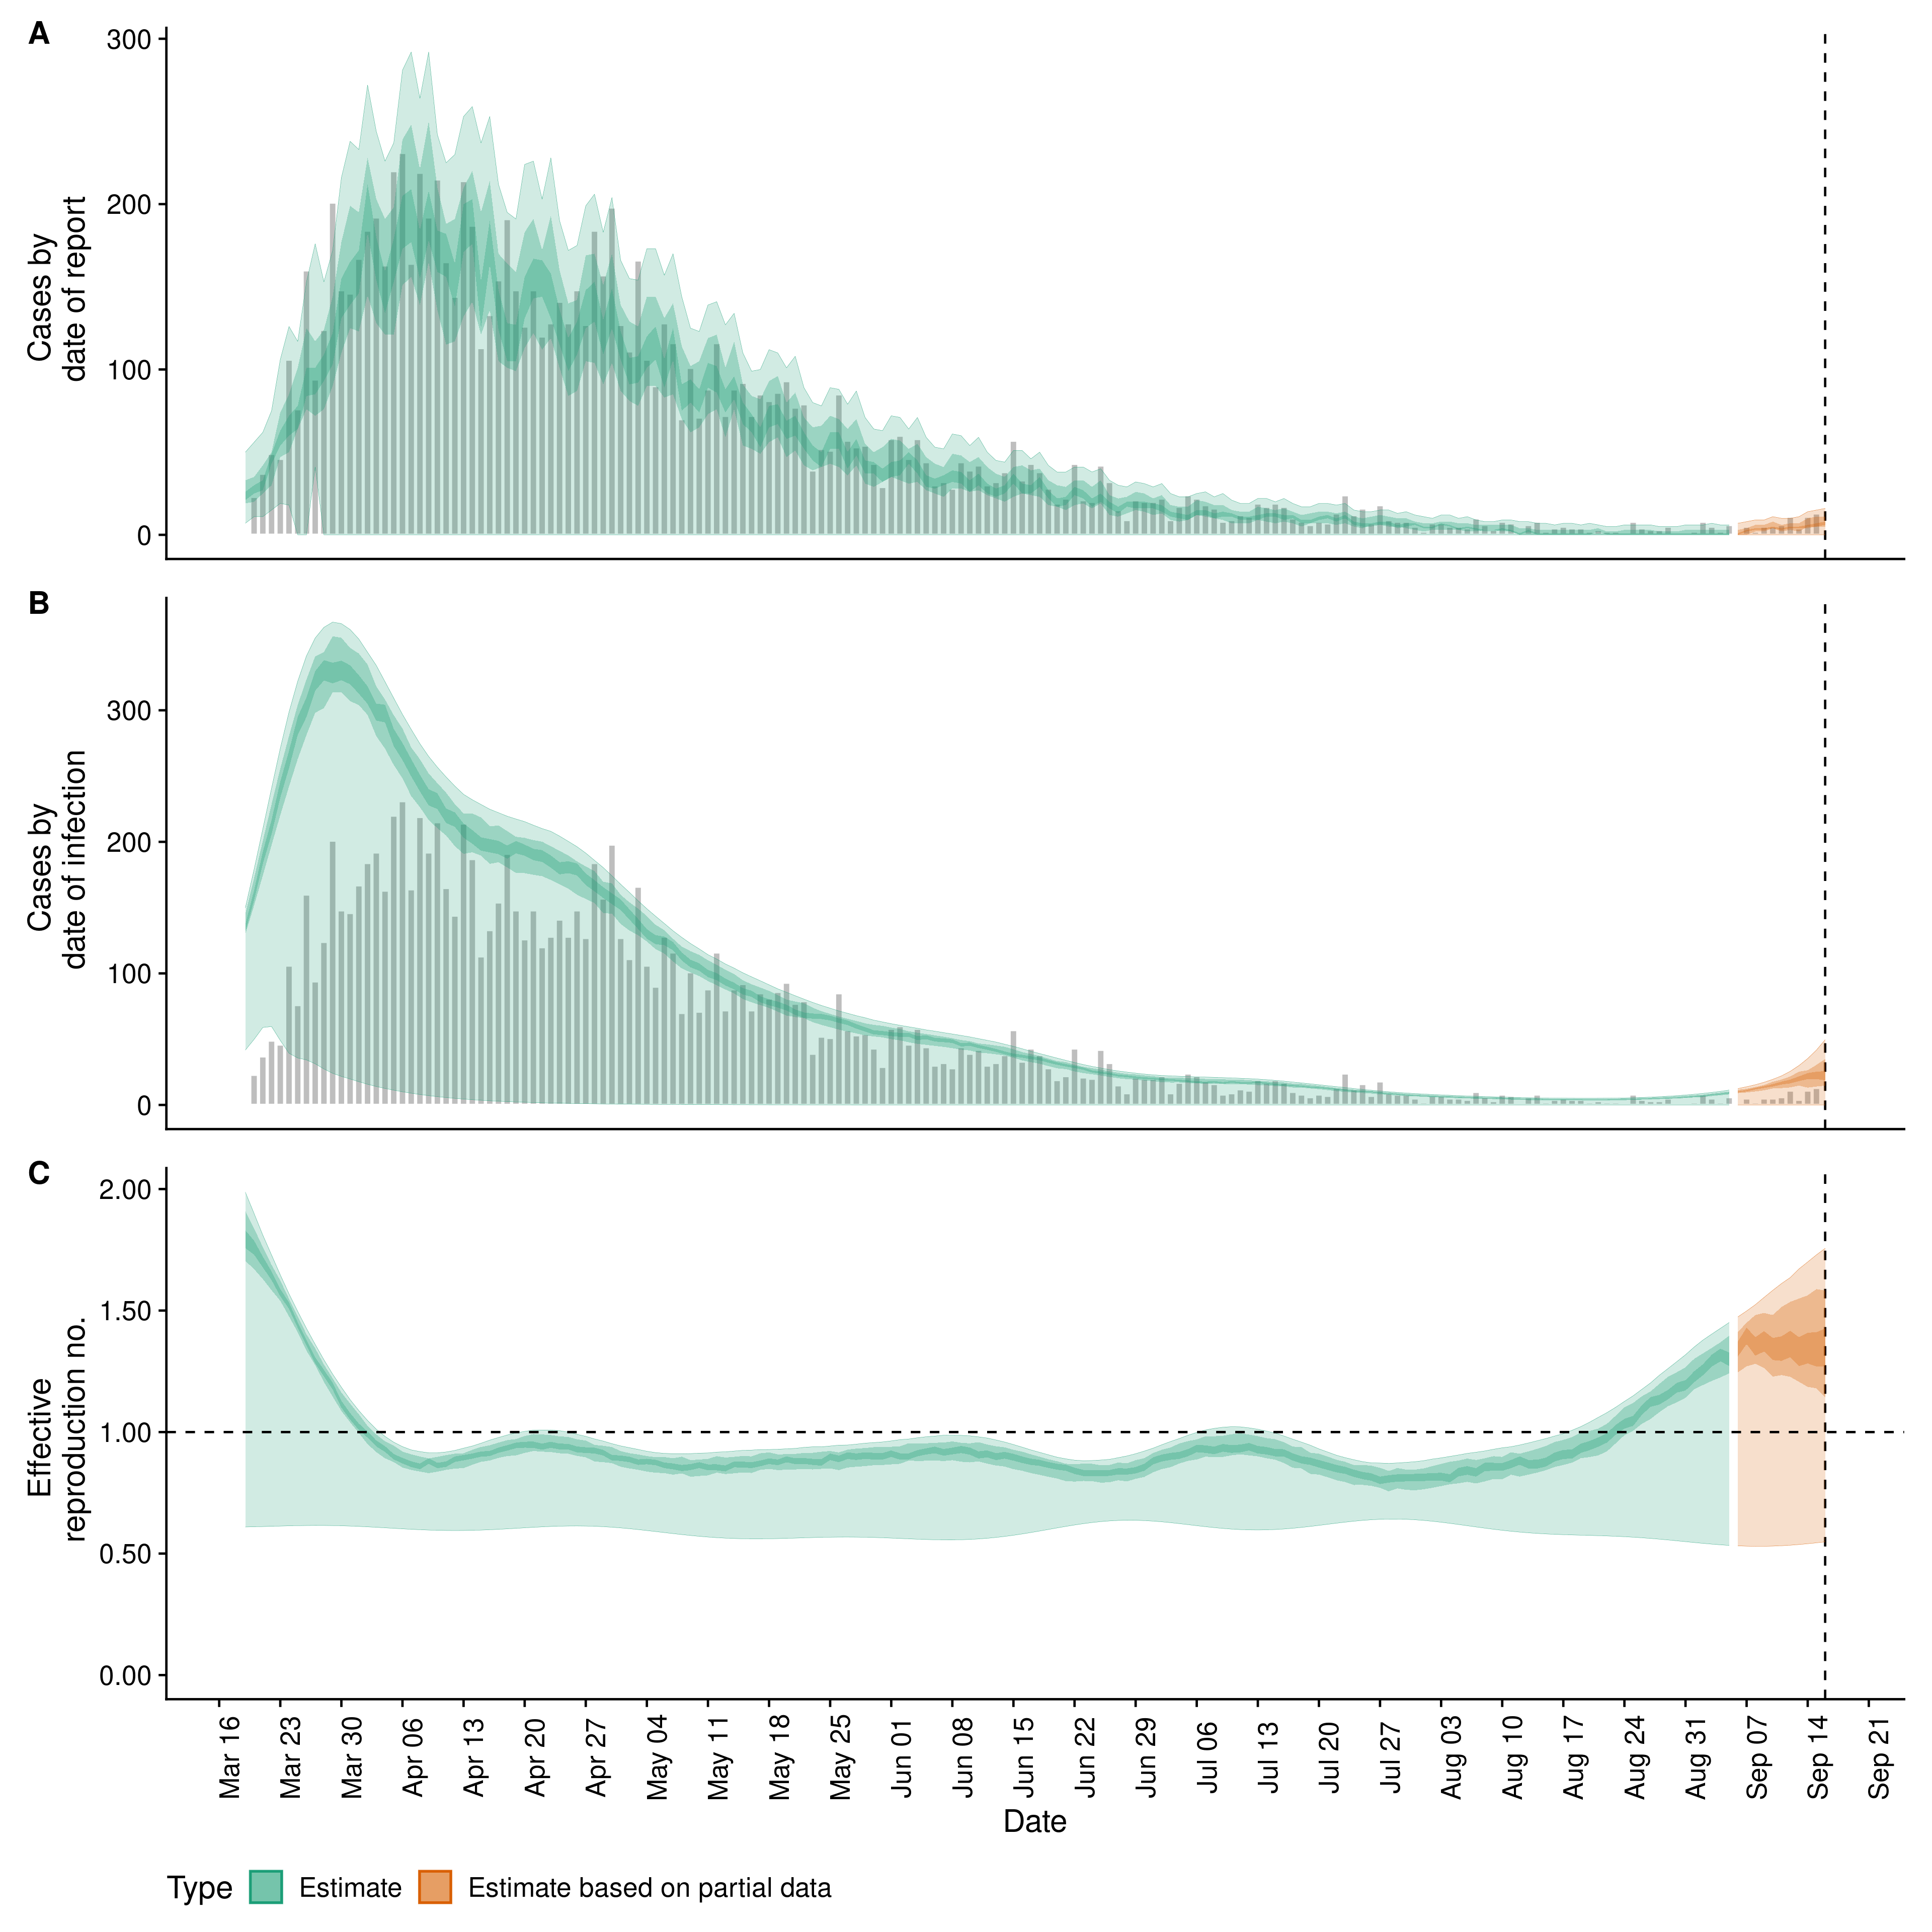 A
300
200
100
0
Cases by
date of report
B
300
200
100
0
Cases by
date of infection
C
2.00
1.50
1.00
0.50
0.00
Effective
reproduction no.
Mar 16
Mar 23
Mar 30
Apr 06
Apr 13
Apr 20
Apr 27
May 04
May 11
May 18
May 25
Jun 01
Jun 08
Jun 15
Jun 22
Jun 29
Jul 06
Jul 13
Jul 20
Jul 27
Aug 03
Aug 10
Aug 17
Aug 24
Aug 31
Sep 07
Sep 14
Sep 21
Date
Type Estimate Estimate based on partial data